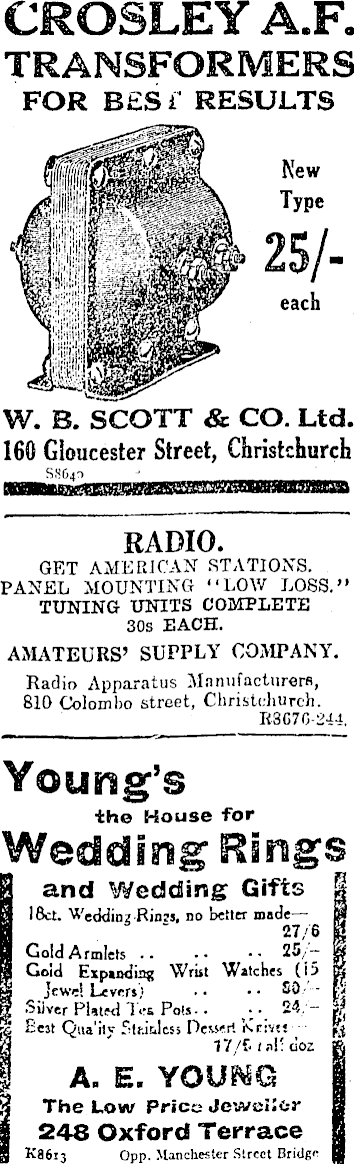 CROSLEY A.F.
TRANSFORMERS
FOR BEST RESULTS
New
Type
25/-
each
W. B. SCOTT & CO. Ltd.
160 Gloucester Street, Christchurch
RADIO.
GET AMERICAN STATIONS.
PANEL MOUNTING "LOW LOSS."
TUNING UNITS COMPLETE
30s EACH.
AMATEURS' SUPPLY COMPANY.
Radio Apparatus Manufacturers,
810 Colombo street, Christchurch.
R8676-244.
Young's
the House for
Wedding Rings
and Wedding Gifts
18ct. Wedding Rings, no better made—
27/6
Gold Armlets .. .. .. 25/-
Gold Expanding Wrist Watches (15
Jewel Levers) .. .. /-
Silver Plated Tea Pots.. .. 24/-
Best Quality Stainless Dessert Knives
half doz
A. E. YOUNG
The Low Price Jeweller
248 Oxford Terrace
K8613 Opp. Manchester Street Bridge